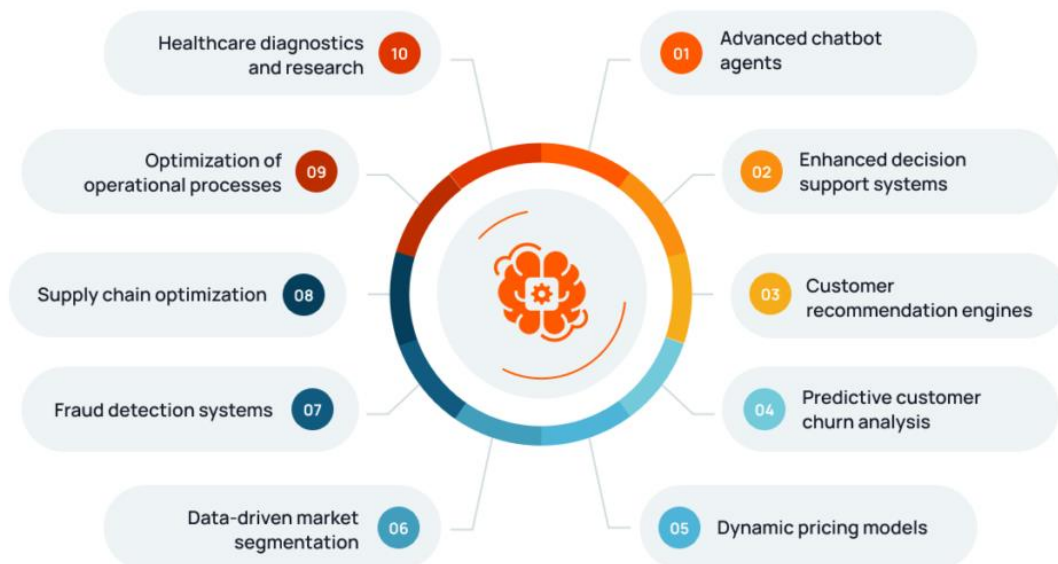 01
Advanced chatbot
agents
02
Enhanced decision
support systems
03
Customer
recommendation engines
04
Predictive customer
churn analysis
05
Dynamic pricing models
06
Data-driven market
segmentation
07
Fraud detection systems
08
Supply chain optimization
09
Optimization of
operational processes
10
Healthcare diagnostics
and research